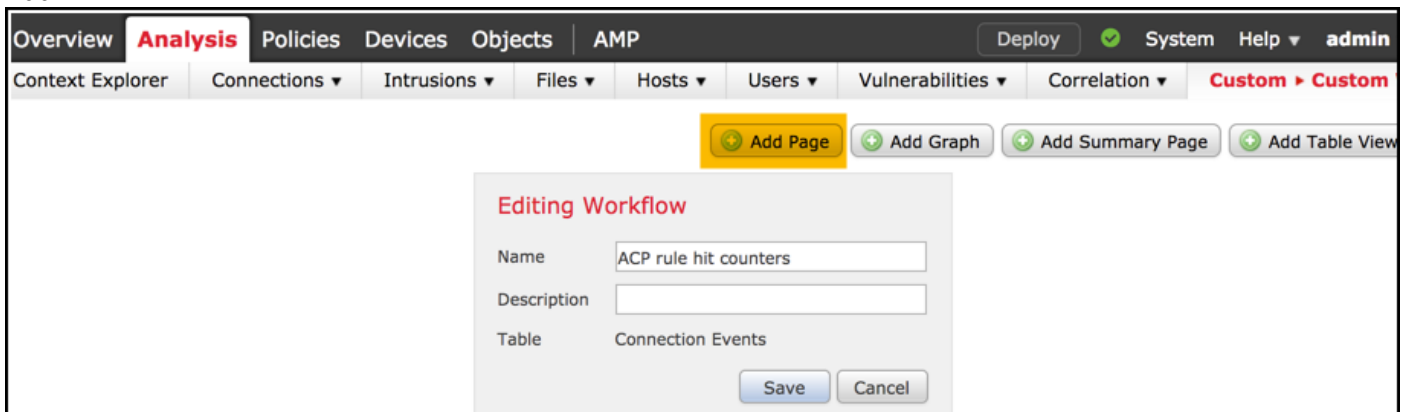 Overview Analysis Policies Devices Objects AMP Deploy System Help ▾ admin
Context Explorer Connections ▾ Intrusions ▾ Files ▾ Hosts ▾ Users ▾ Vulnerabilities ▾ Correlation ▾ Custom ▸ Custom
Add Page Add Graph Add Summary Page Add Table View
Editing Workflow
Name ACP rule hit counters
Description
Table Connection Events
Save Cancel